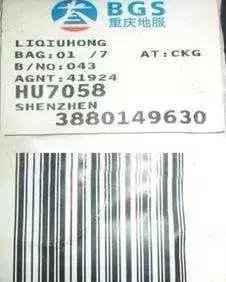 BGS
重庆地服
LIQIUHONG
BAG:01 /7 AT:CKG
B/NO:043
AGNT:41924
HU7058
SHENZHEN
3880149630